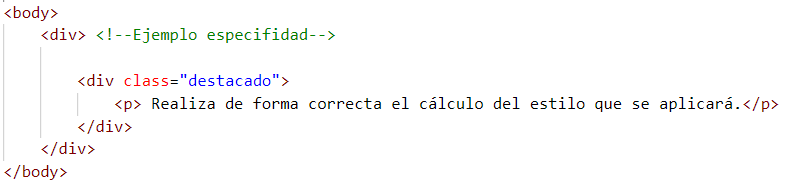 <body>
<div> <!--Ejemplo especifidad-->
<div class="destacado">
<p> Realiza de forma correcta el cálculo del estilo que se aplicará.</p>
</div>
</div>
</body>